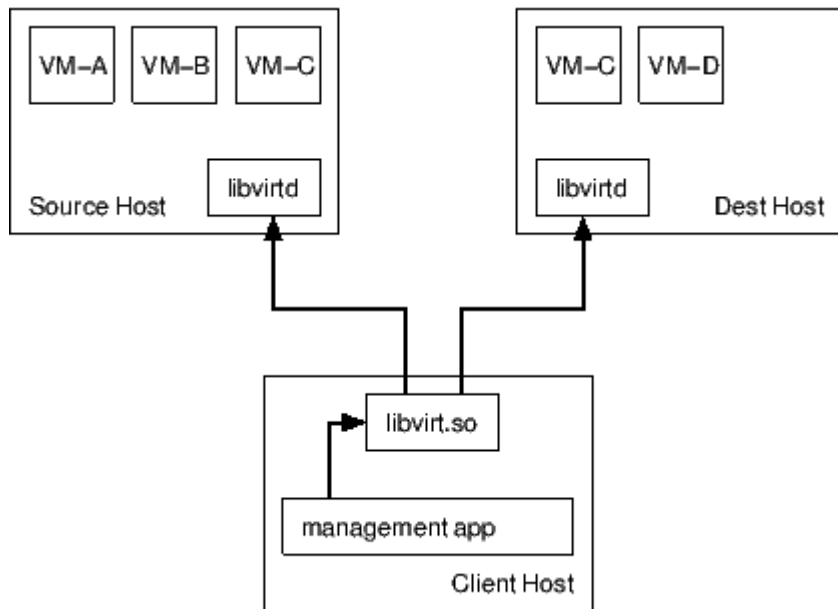 VM-A VM-B VM-C
VM-C VM-D
libvirtd
Source Host
libvirtd
Dest Host
libvirt.so
management app
Client Host